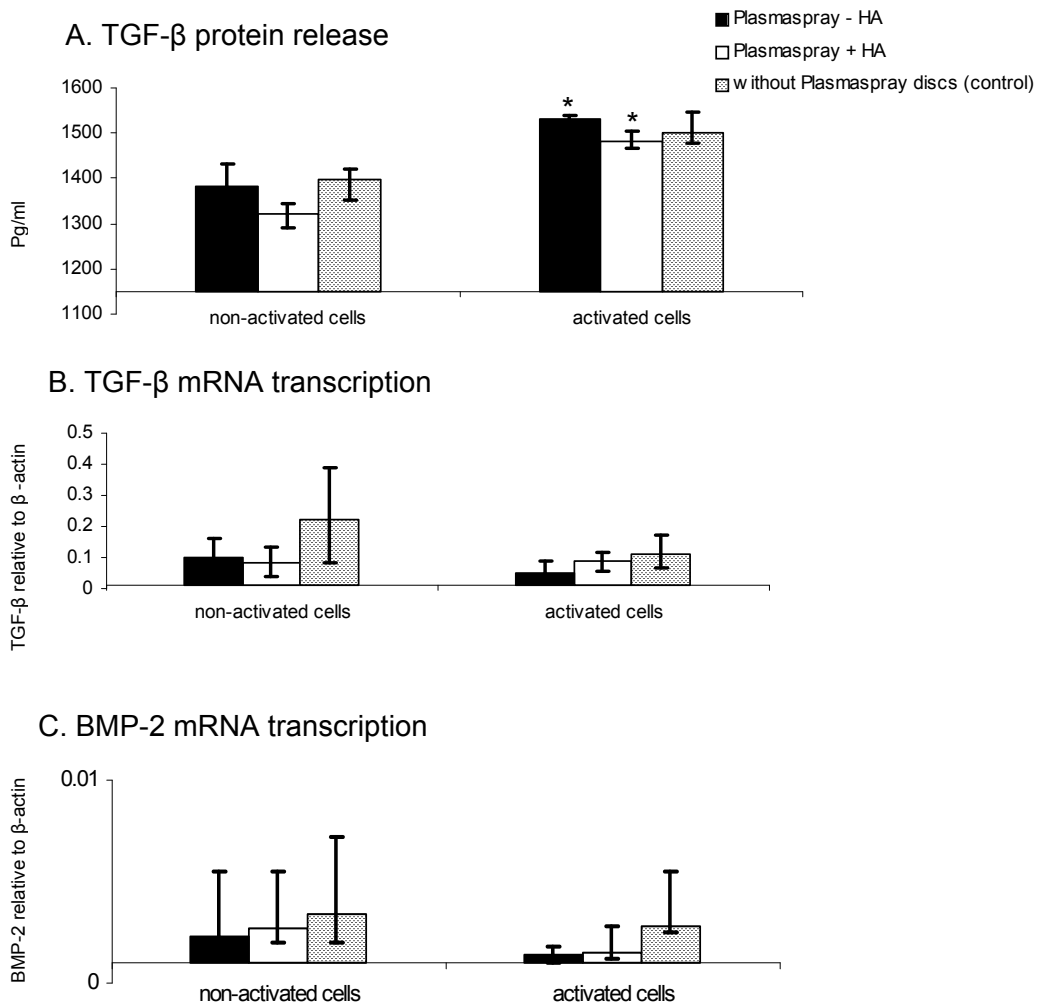 A. TGF-β protein release
Plasmaspray - HA
Plasmaspray + HA
without Plasmaspray discs (control)
1600
1500
1400
1300
1200
1100
Pg/ml
* *
non-activated cells activated cells
B. TGF-β mRNA transcription
0.5
0.4
0.3
0.2
0.1
0
TGF-β relative to β -actin
non-activated cells activated cells
C. BMP-2 mRNA transcription
0.01
0
BMP-2 relative to β-actin
non-activated cells activated cells